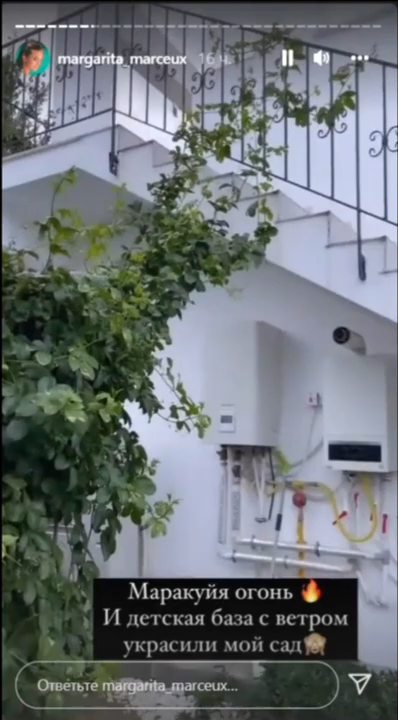 margarita_marceux 16 ч.
Маракуйя огонь 🔥
И детская база с ветром
украсили мой сад🙈
Ответьте margarita_marceux...